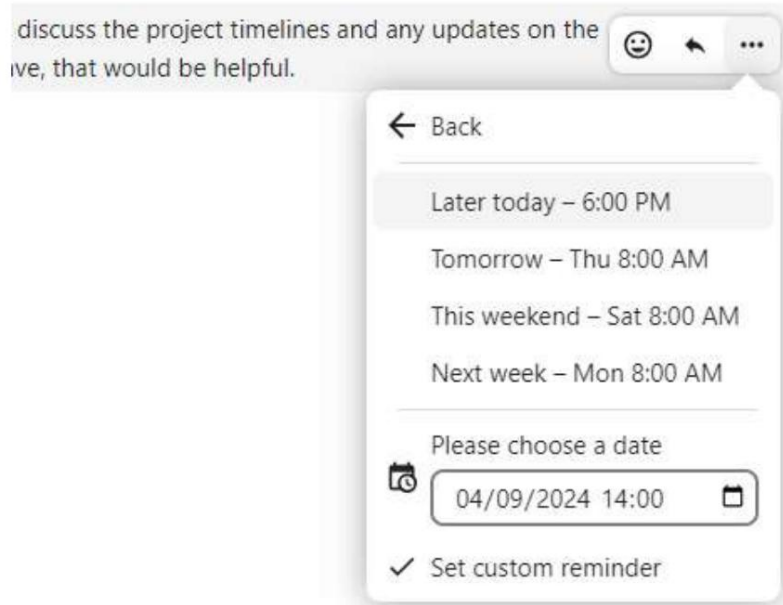 discuss the project timelines and any updates on the
ve, that would be helpful.
Back
Later today – 6:00 PM
Tomorrow – Thu 8:00 AM
This weekend – Sat 8:00 AM
Next week – Mon 8:00 AM
Please choose a date
04/09/2024 14:00
Set custom reminder